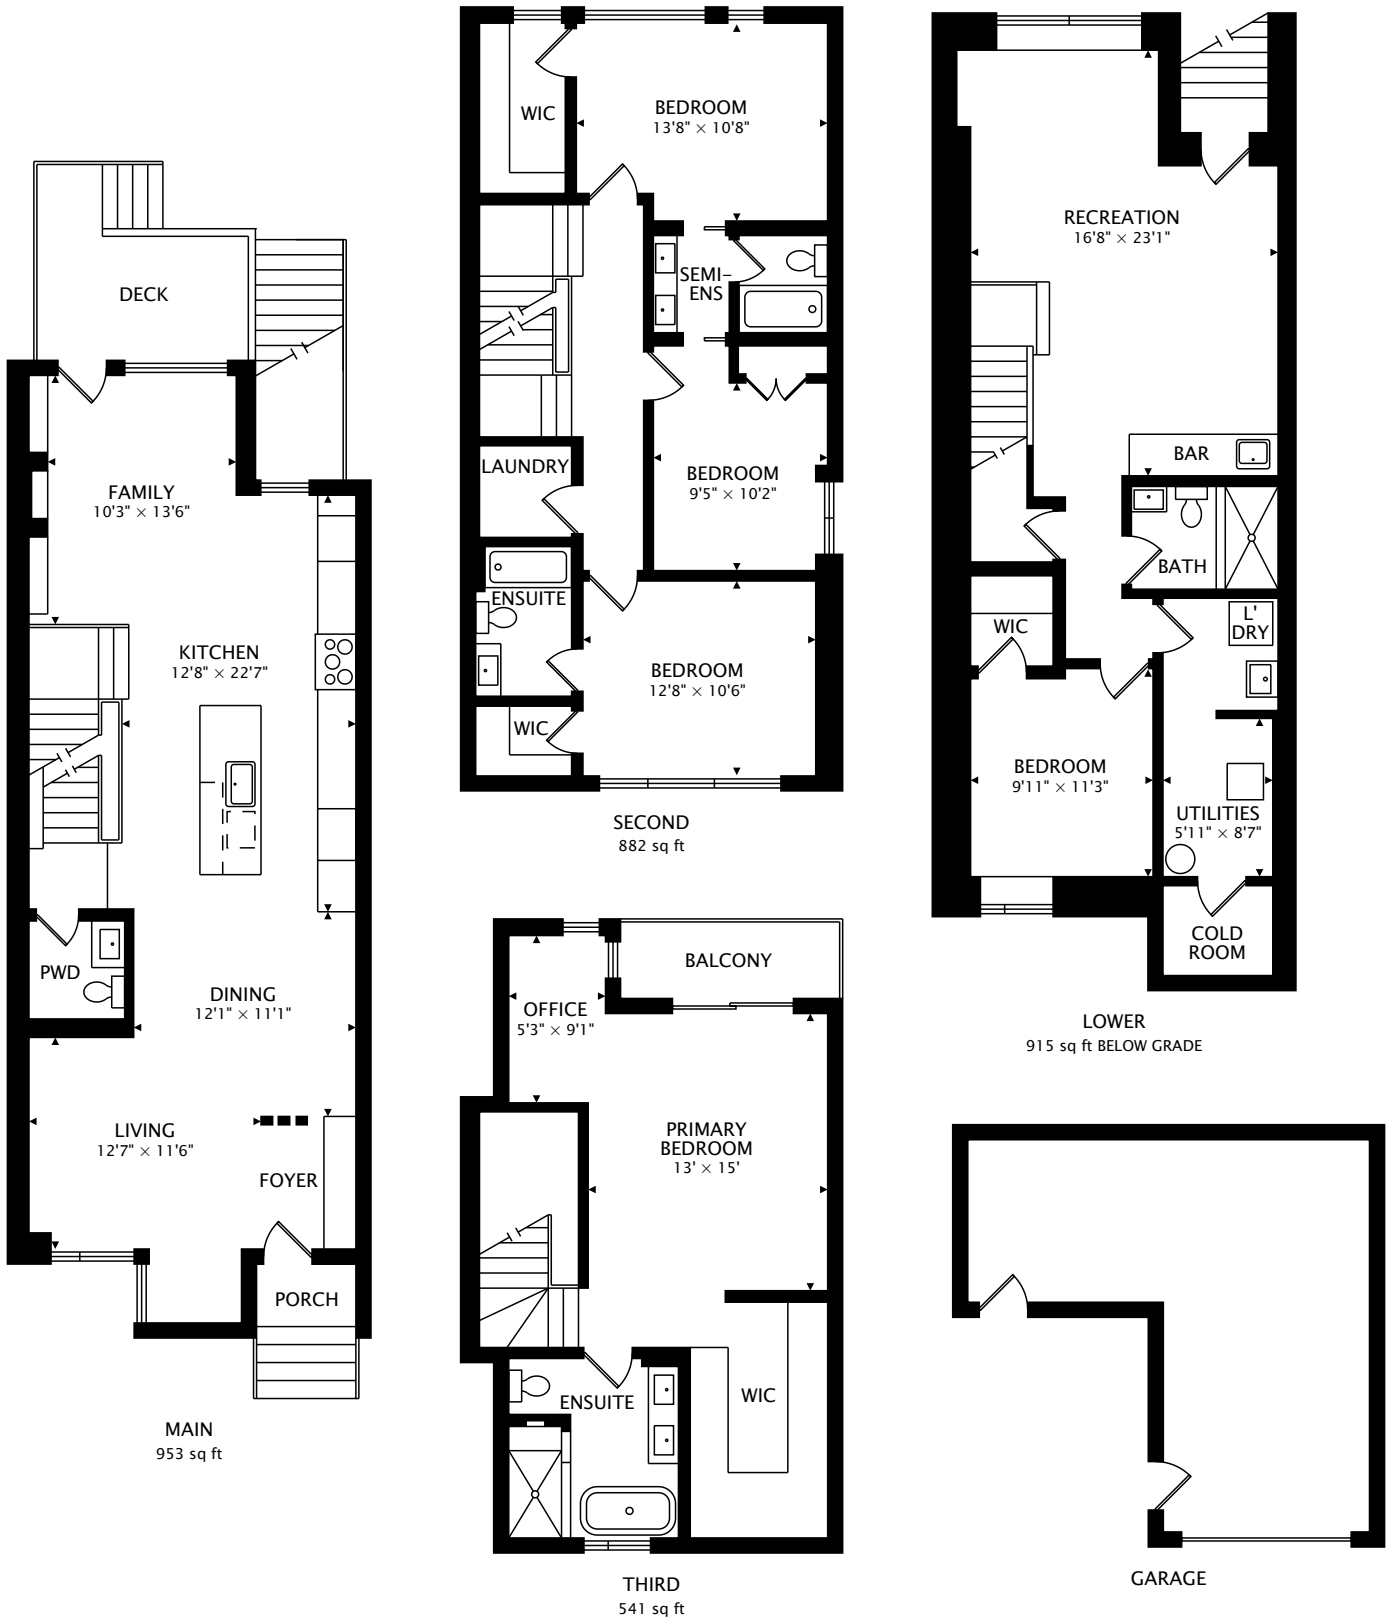 DECK
FAMILY
10'3" × 13'6"
KITCHEN
12'8" × 22'7"
PWD
DINING
12'1" × 11'1"
LIVING
12'7" × 11'6"
FOYER
PORCH
MAIN
953 sq ft
WIC
BEDROOM
13'8" × 10'8"
SEMI-
ENS
LAUNDRY
BEDROOM
9'5" × 10'2"
ENSUITE
BEDROOM
12'8" × 10'6"
WIC
SECOND
882 sq ft
BALCONY
OFFICE
5'3" × 9'1"
PRIMARY
BEDROOM
13' × 15'
ENSUITE
WIC
THIRD
541 sq ft
RECREATION
16'8" × 23'1"
BAR
BATH
L'
DRY
WIC
BEDROOM
9'11" × 11'3"
UTILITIES
5'11" × 8'7"
COLD
ROOM
LOWER
915 sq ft BELOW GRADE
GARAGE